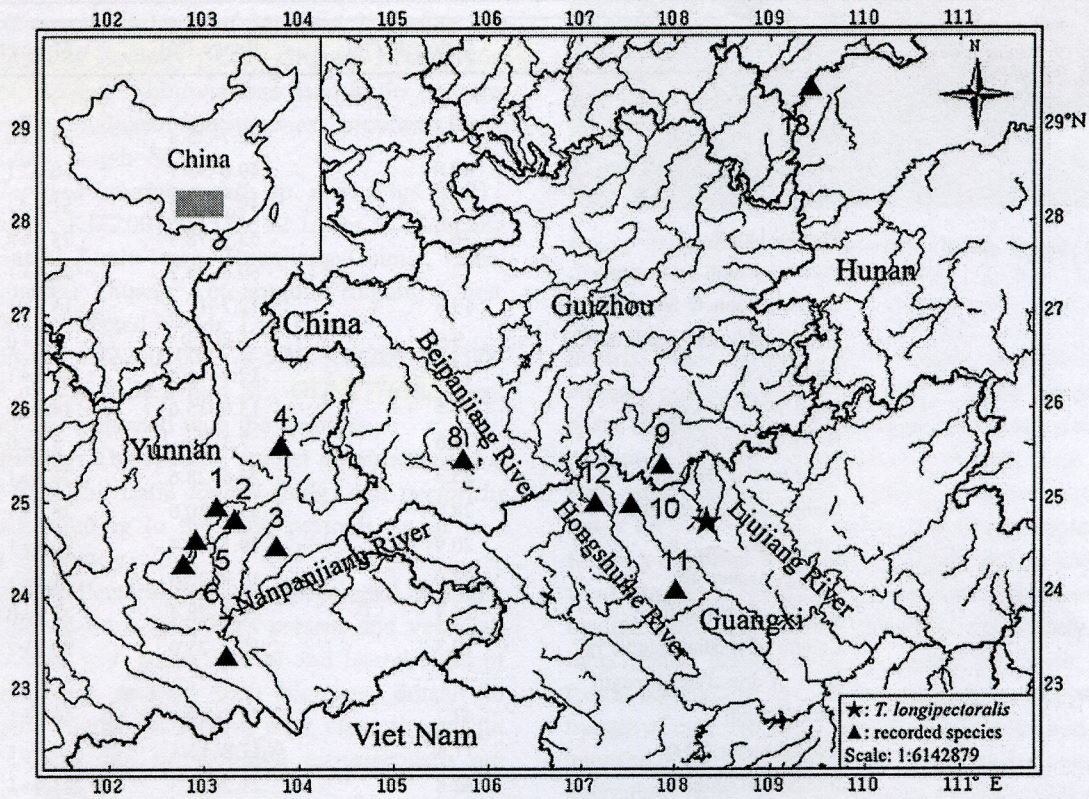 102 103 104 105 106 107 108 109 110 111
N
29
29°N
13
China
28
28
Hunan
27
Guizhou
27
China
Beipanjiang River
26
26
4
Yunnan
8
9
12
1
2
25
10
25
3
Hongshuihe River
Liujiang River
5
11
Nanpanjiang River
6
24
24
Guangxi
7
23
23
★: T. longipectoralis
▲: recorded species
Scale: 1:6142879
Viet Nam
102 103 104 105 106 107 108 109 110 111° E